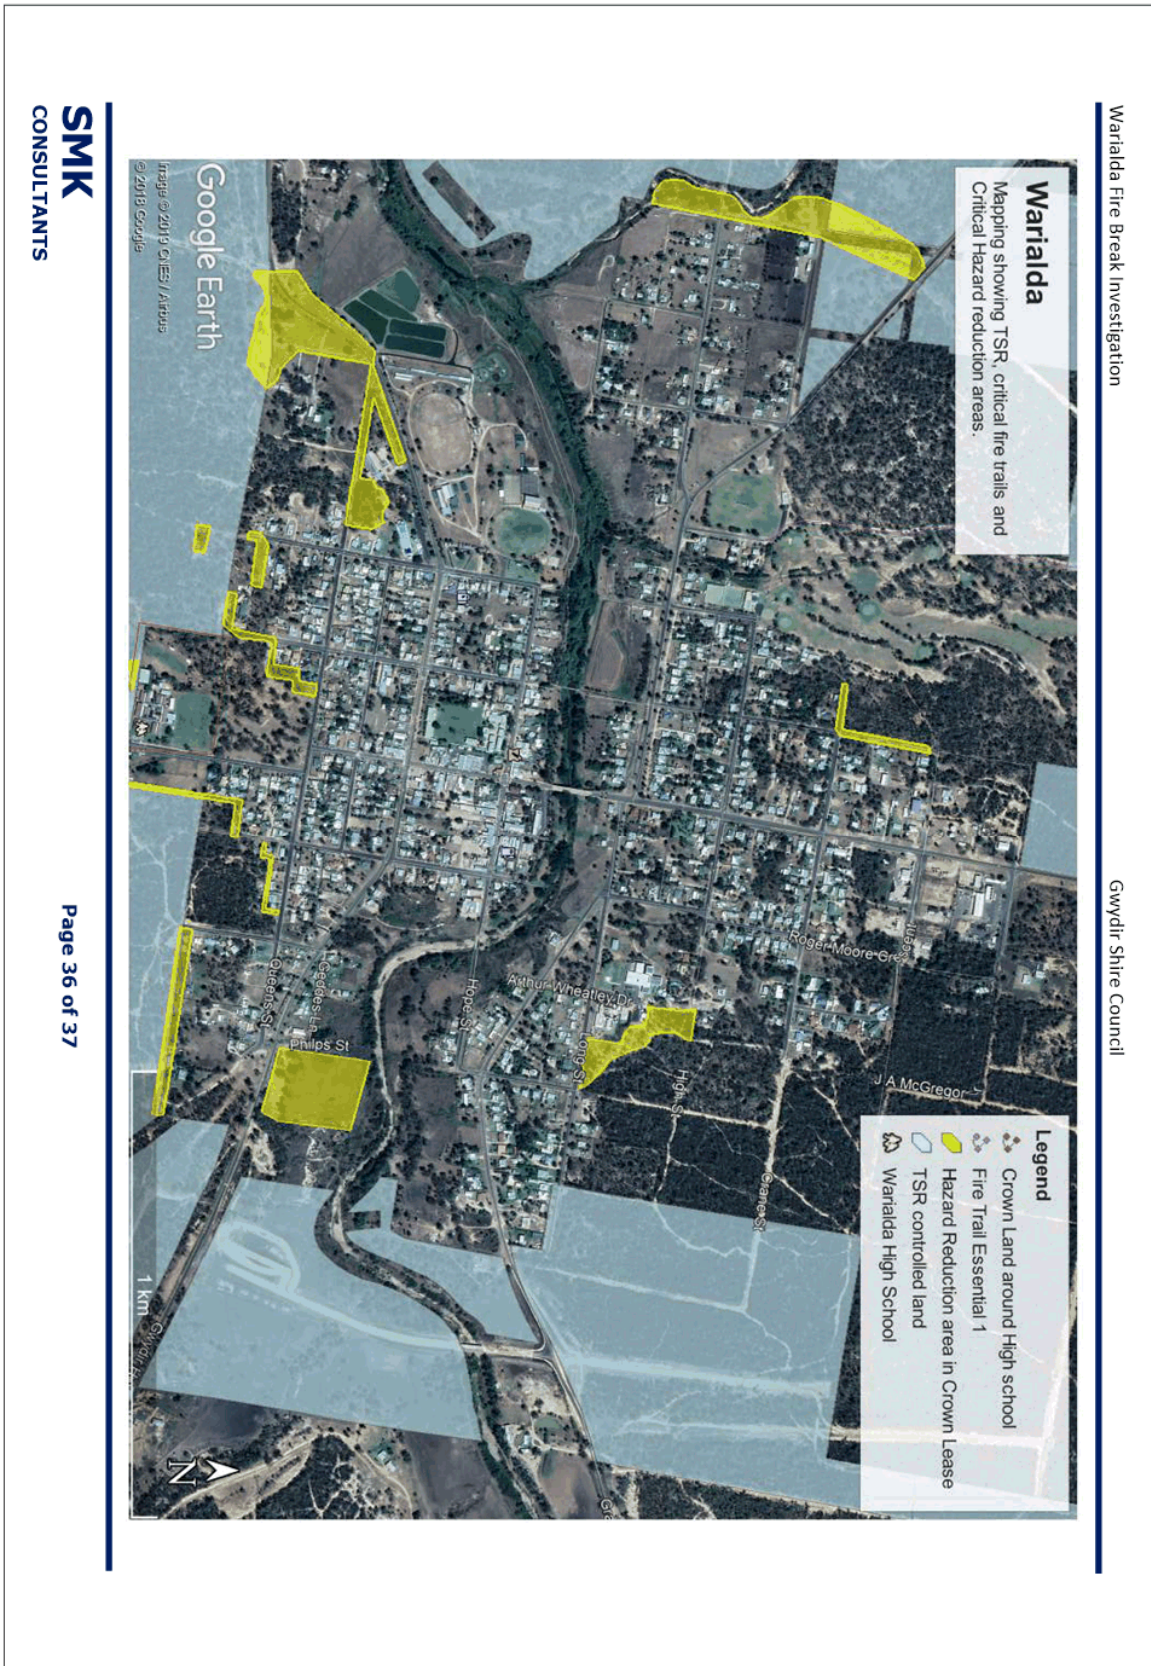 Warialda Fire Break Investigation
Gwydir Shire Council
Warialda
Mapping showing TSR, critical fire trails and
Critical Hazard reduction areas.
Legend
Crown Land around High school
Fire Trail Essential 1
Hazard Reduction area in Crown Lease
TSR controlled land
Warialda High School
J A McGregor
Roger Moore Gr
Crane St
High St
Arthur Wheatley Dr
Long St
Hope St
Geddes Ln
Queens St
Philps St
Google Earth
Image © 2019 CNES / Airbus
© 2018 Google
1 km
N
SMK
CONSULTANTS
Page 36 of 37